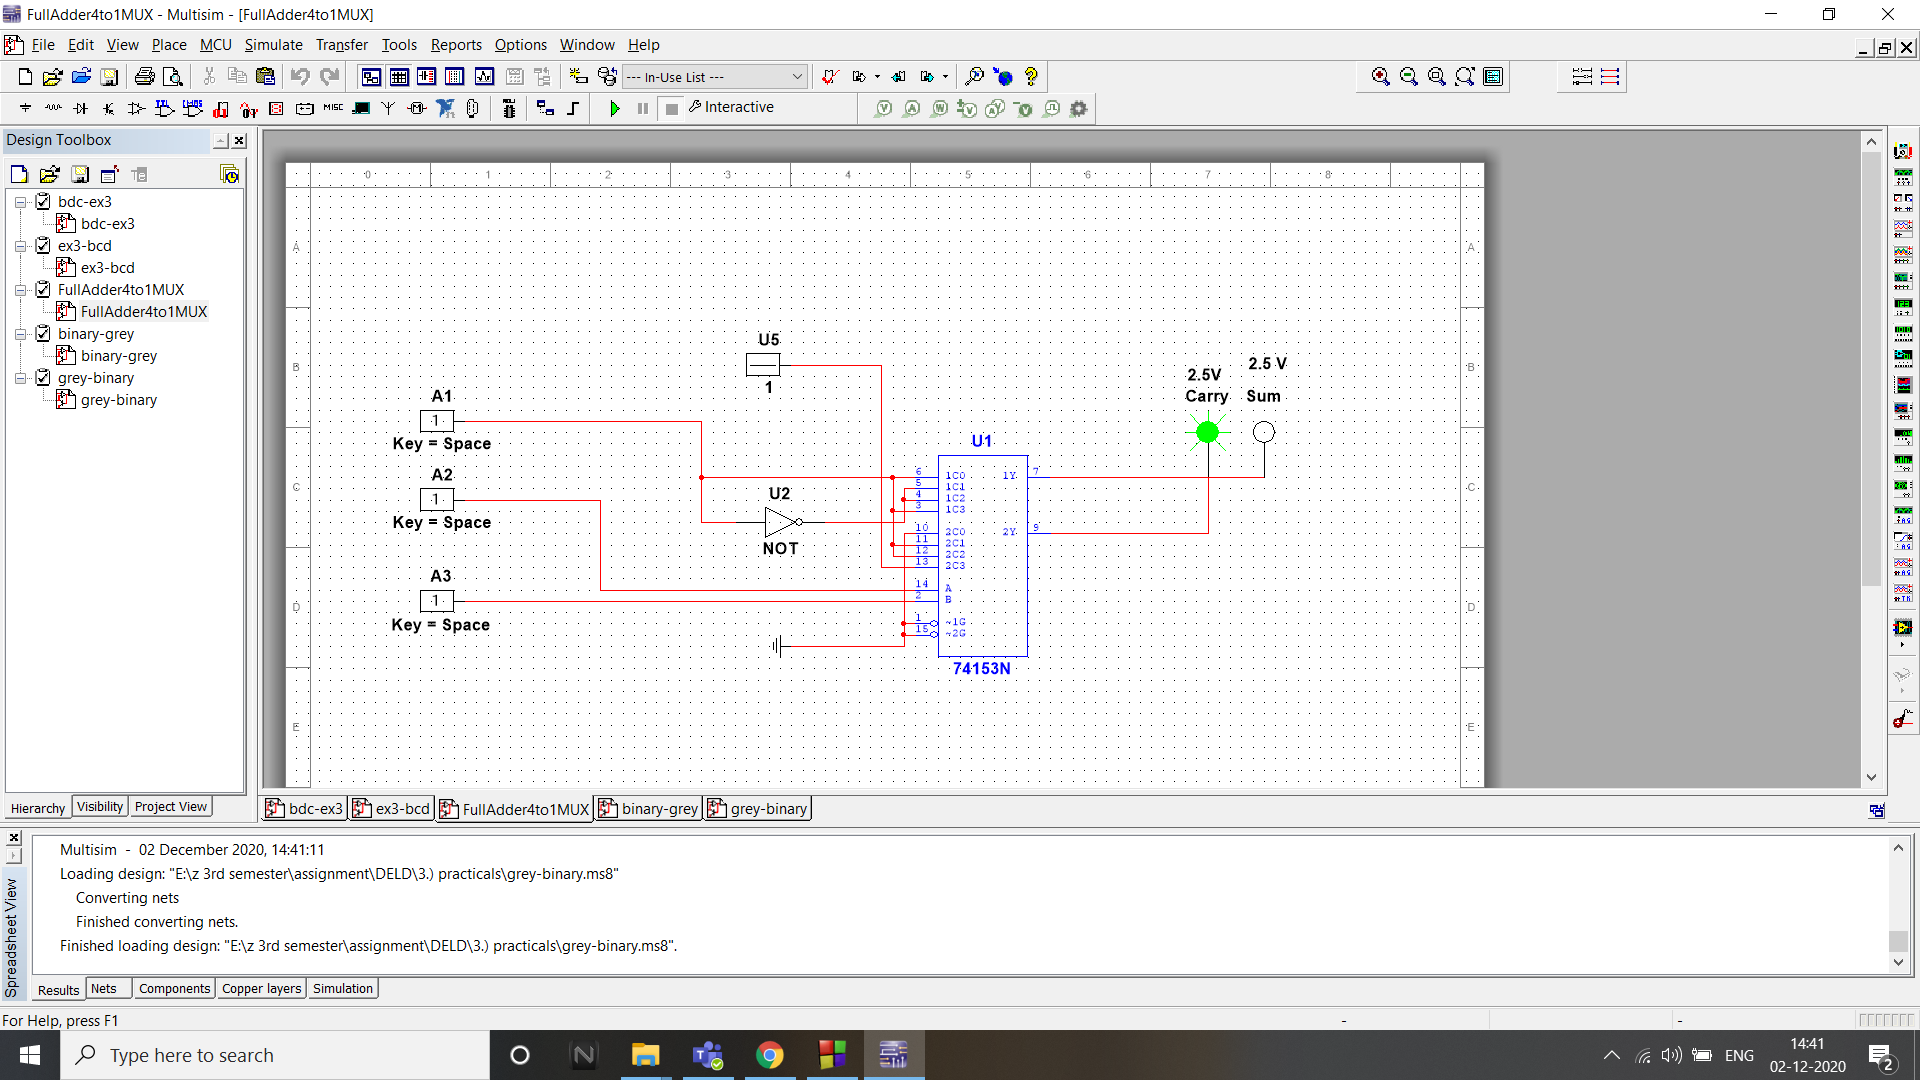 FullAdder4to1MUX - Multisim - [FullAdder4to1MUX]
File Edit View Place MCU Simulate Transfer Tools Reports Options Window Help
--- In-Use List ---
MISC
Interactive
Design Toolbox
bdc-ex3
bdc-ex3
ex3-bcd
ex3-bcd
FullAdder4to1MUX
FullAdder4to1MUX
binary-grey
binary-grey
grey-binary
grey-binary
Hierarchy Visibility Project View
0 1 2 3 4 5 6 7 8
A A
B B
C C
D D
E E
U5
1
A1
1
Key = Space
A2
1
Key = Space
A3
1
Key = Space
U2
NOT
U1
6 1C0 1Y 7
5 1C1
4 1C2
3 1C3
10 2C0 2Y 9
11 2C1
12 2C2
13 2C3
14 A
2 B
1 ~1G
15 ~2G
74153N
2.5V
Carry
2.5 V
Sum
bdc-ex3 ex3-bcd FullAdder4to1MUX binary-grey grey-binary
Spreadsheet View
Multisim - 02 December 2020, 14:41:11
Loading design: "E:\z 3rd semester\assignment\DELD\3.) practicals\grey-binary.ms8"
Converting nets
Finished converting nets.
Finished loading design: "E:\z 3rd semester\assignment\DELD\3.) practicals\grey-binary.ms8".
Results Nets Components Copper layers Simulation
For Help, press F1
- -
Type here to search
ENG
14:41
02-12-2020
2